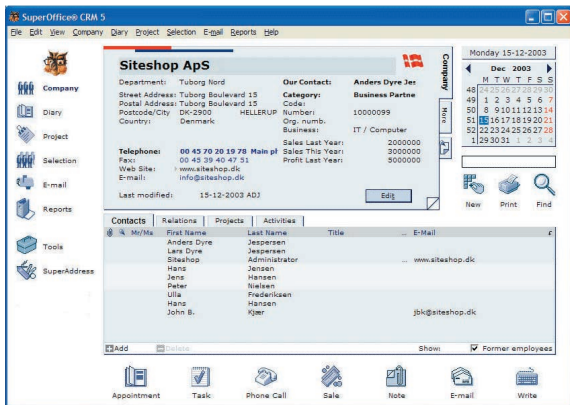 SuperOffice® CRM 5
File Edit View Company Diary Project Selection E-mail Reports Help
Company
Diary
Project
Selection
E-mail
Reports
Tools
SuperAddress
Siteshop ApS
Department: Tuborg Nord Our Contact: Anders Dyre Jes
Street Address: Tuborg Boulevard 15 Category: Business Partne
Postal Address: Tuborg Boulevard 15 Code:
Postcode/City DK-2900 HELLERUP Number: 10000099
Country: Denmark Org. numb.
Business: IT / Computer
Sales Last Year: 2000000
Telephone: 00 45 70 20 19 78 Main pl Sales This Year: 3000000
Fax: 00 45 39 40 47 51 Profit Last Year: 5000000
Web Site: www.siteshop.dk
E-mail: info@siteshop.dk
Last modified: 15-12-2003 ADJ Edit
Company
More
Monday 15-12-2003
Dec 2003
M T W T F S S
48 24 25 26 27 28 29 30
49 1 2 3 4 5 6 7
50 8 9 10 11 12 13 14
51 15 16 17 18 19 20 21
52 22 23 24 25 26 27 28
1 29 30 31 1 2 3 4
New Print Find
Contacts Relations Projects Activities
Mr/Ms First Name Last Name Title ... E-Mail
Anders Dyre Jespersen
Lars Dyre Jespersen
Siteshop Administrator ... www.siteshop.dk
Hans Jensen
Jens Hansen
Peter Nielsen
Ulla Frederiksen
Hans Hansen
John B. Kjær jbk@siteshop.dk
Add Delete Show: Former employees
Appointment Task Phone Call Sale Note E-mail Write